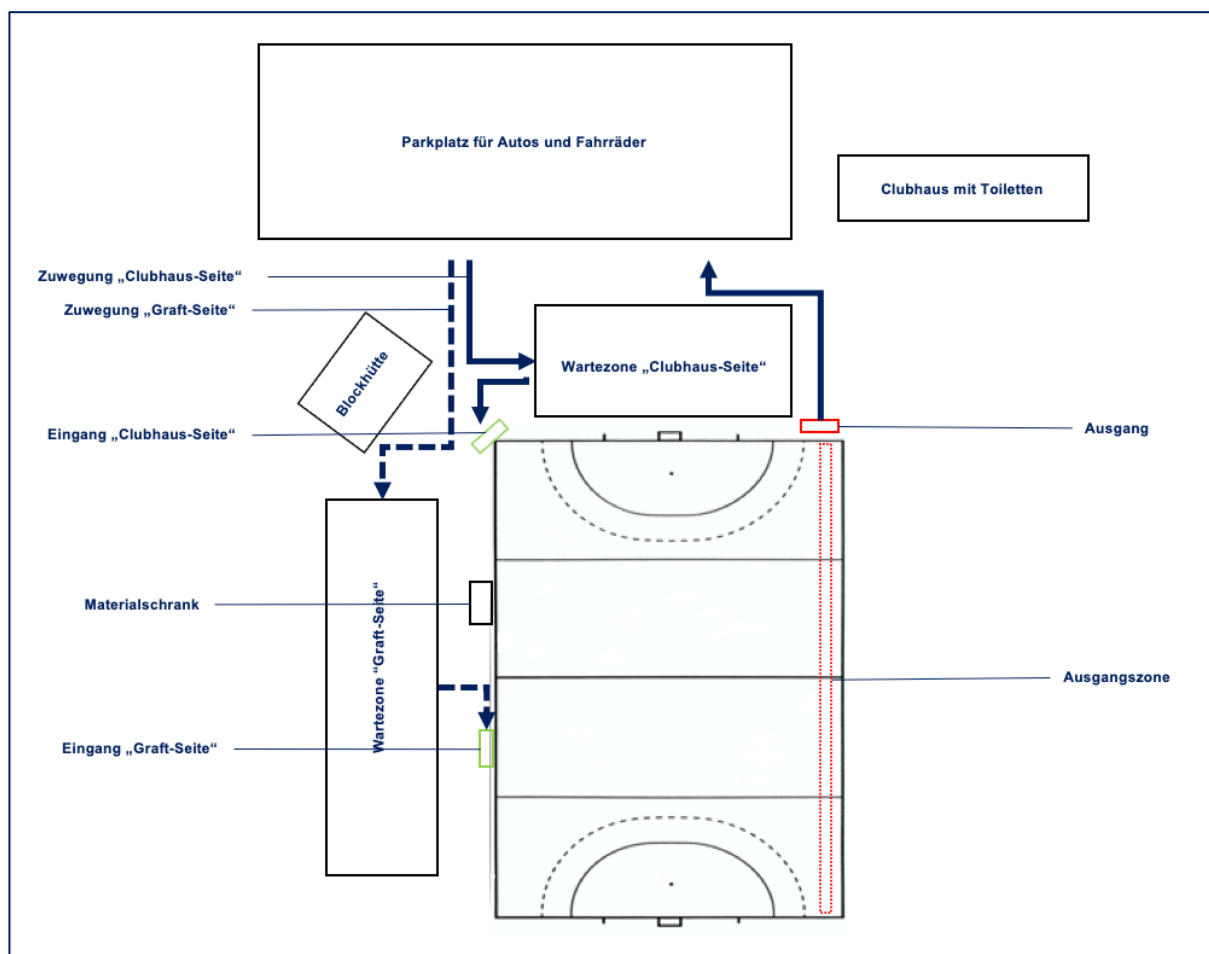 Parkplatz für Autos und Fahrräder
Clubhaus mit Toiletten
Zuwegung „Clubhaus-Seite“
Zuwegung „Graft-Seite“
Blockhütte
Wartezone „Clubhaus-Seite“
Eingang „Clubhaus-Seite“
Ausgang
Materialschrank
Wartezone "Graft-Seite“
Ausgangszone
Eingang „Graft-Seite“